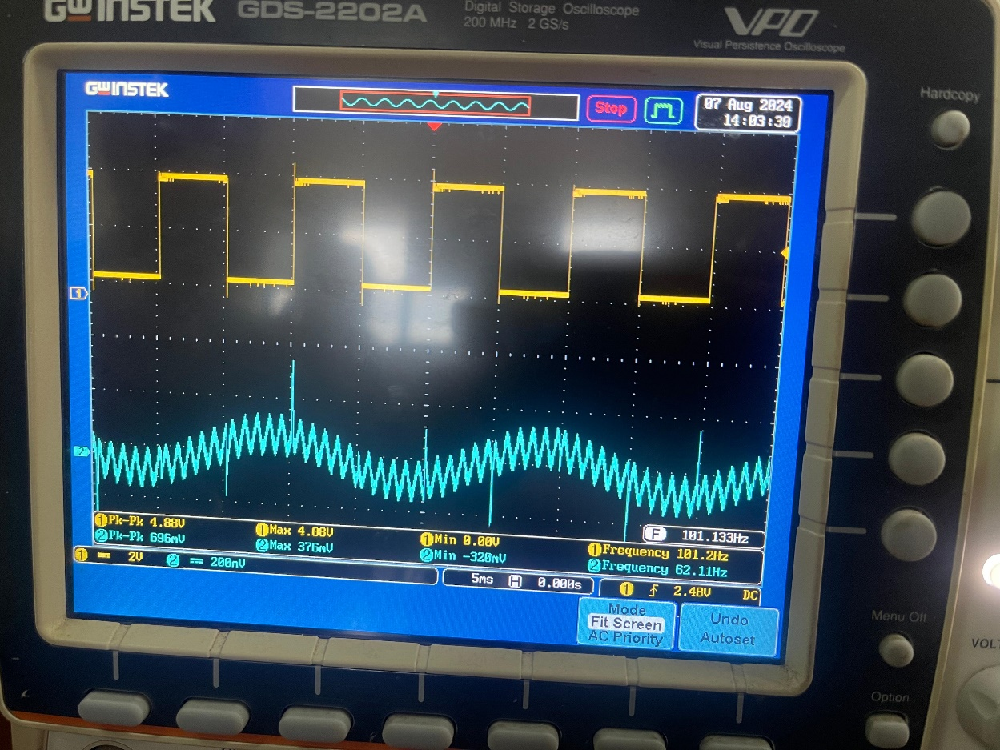 GWINSTEK GDS-2202A Digital Storage Oscilloscope
200 MHz 2 GS/s
VPO
Visual Persistence Oscilloscope
GWINSTEK
Stop
07 Aug 2024
14:03:39
Hardcopy
1
2
1 Pk-Pk 4.88V 1 Max 4.88V 1 Min 0.00V 1 Frequency 101.2Hz
2 Pk-Pk 696mV 2 Max 376mV 2 Min -320mV 2 Frequency 62.11Hz
F 101.133Hz
1 2V 2 200mV 5ms H 0.000s 1 2.48V DC
Mode
Fit Screen
AC Priority
Undo
Autoset
Menu Off
Option